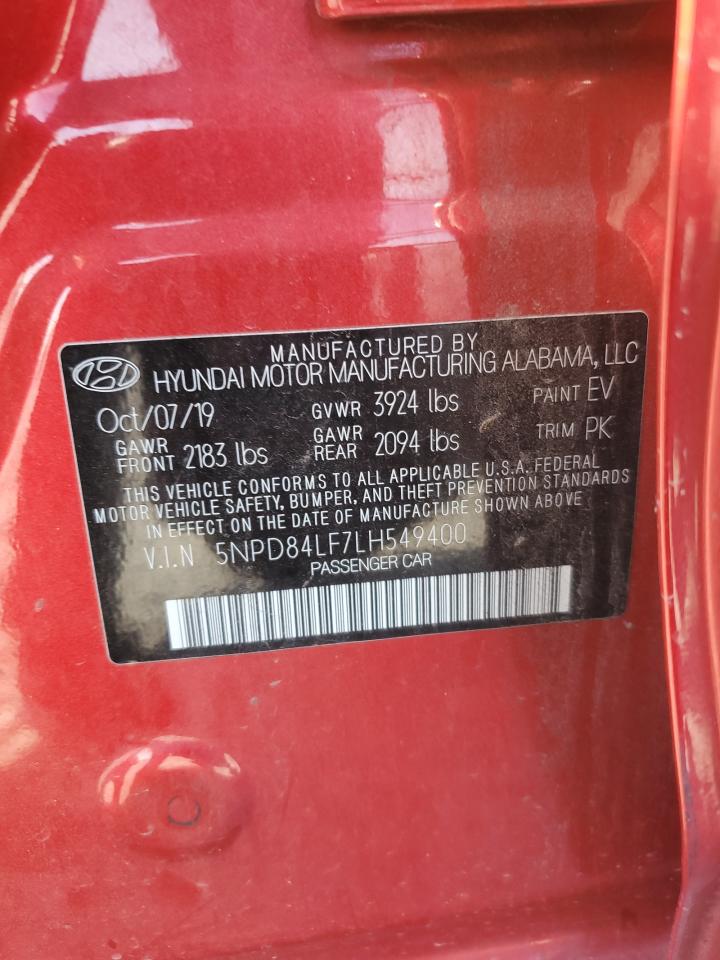 MANUFACTURED BY
HYUNDAI MOTOR MANUFACTURING ALABAMA, LLC
Oct/07/19 GVWR 3924 lbs PAINT EV
GAWR FRONT 2183 lbs GAWR REAR 2094 lbs TRIM PK
THIS VEHICLE CONFORMS TO ALL APPLICABLE U.S.A. FEDERAL
MOTOR VEHICLE SAFETY, BUMPER, AND THEFT PREVENTION STANDARDS
IN EFFECT ON THE DATE OF MANUFACTURE SHOWN ABOVE
V.I.N 5NPD84LF7LH549400
PASSENGER CAR